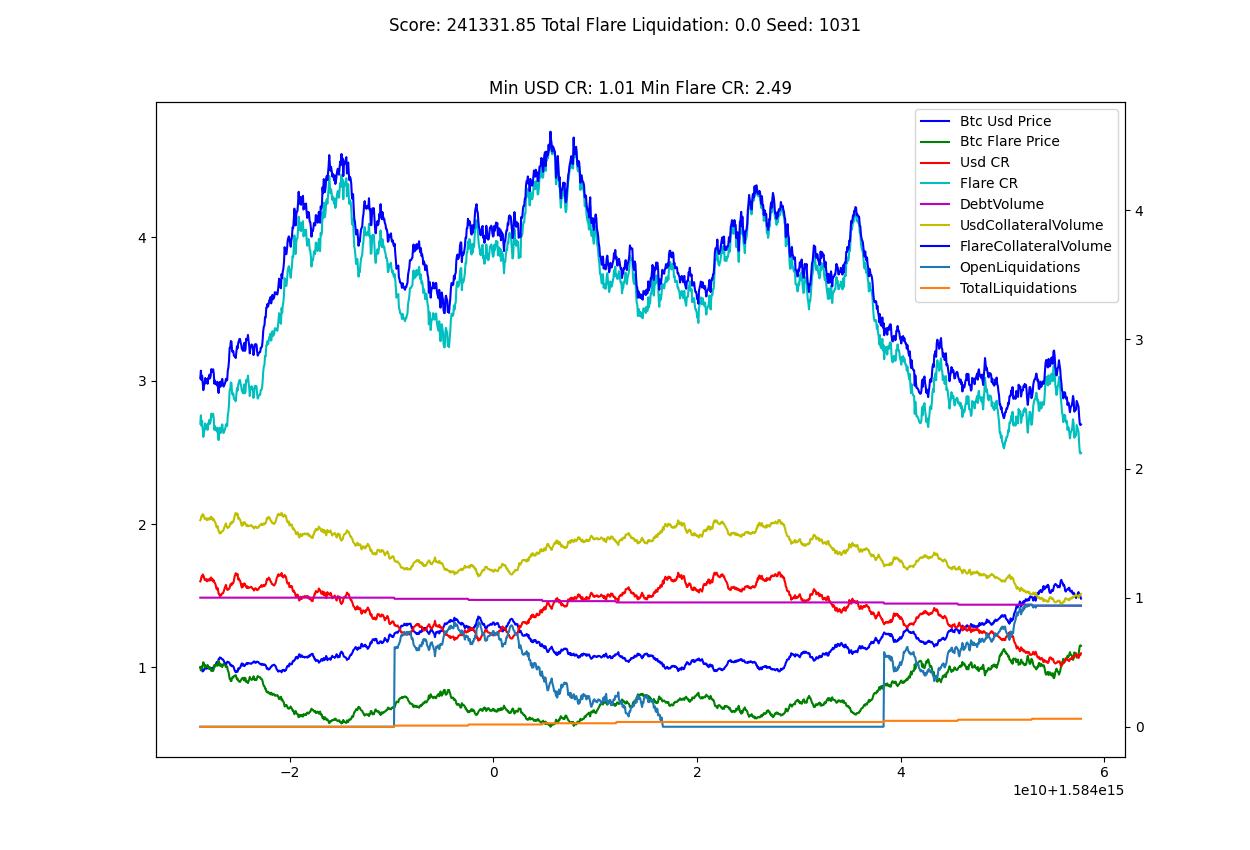 Score: 241331.85 Total Flare Liquidation: 0.0 Seed: 1031
Min USD CR: 1.01 Min Flare CR: 2.49
Btc Usd Price
Btc Flare Price
Usd CR
Flare CR
DebtVolume
UsdCollateralVolume
FlareCollateralVolume
OpenLiquidations
TotalLiquidations
4
3
2
1
4
3
2
1
0
−2
0
2
4
6
1e10+1.584e15